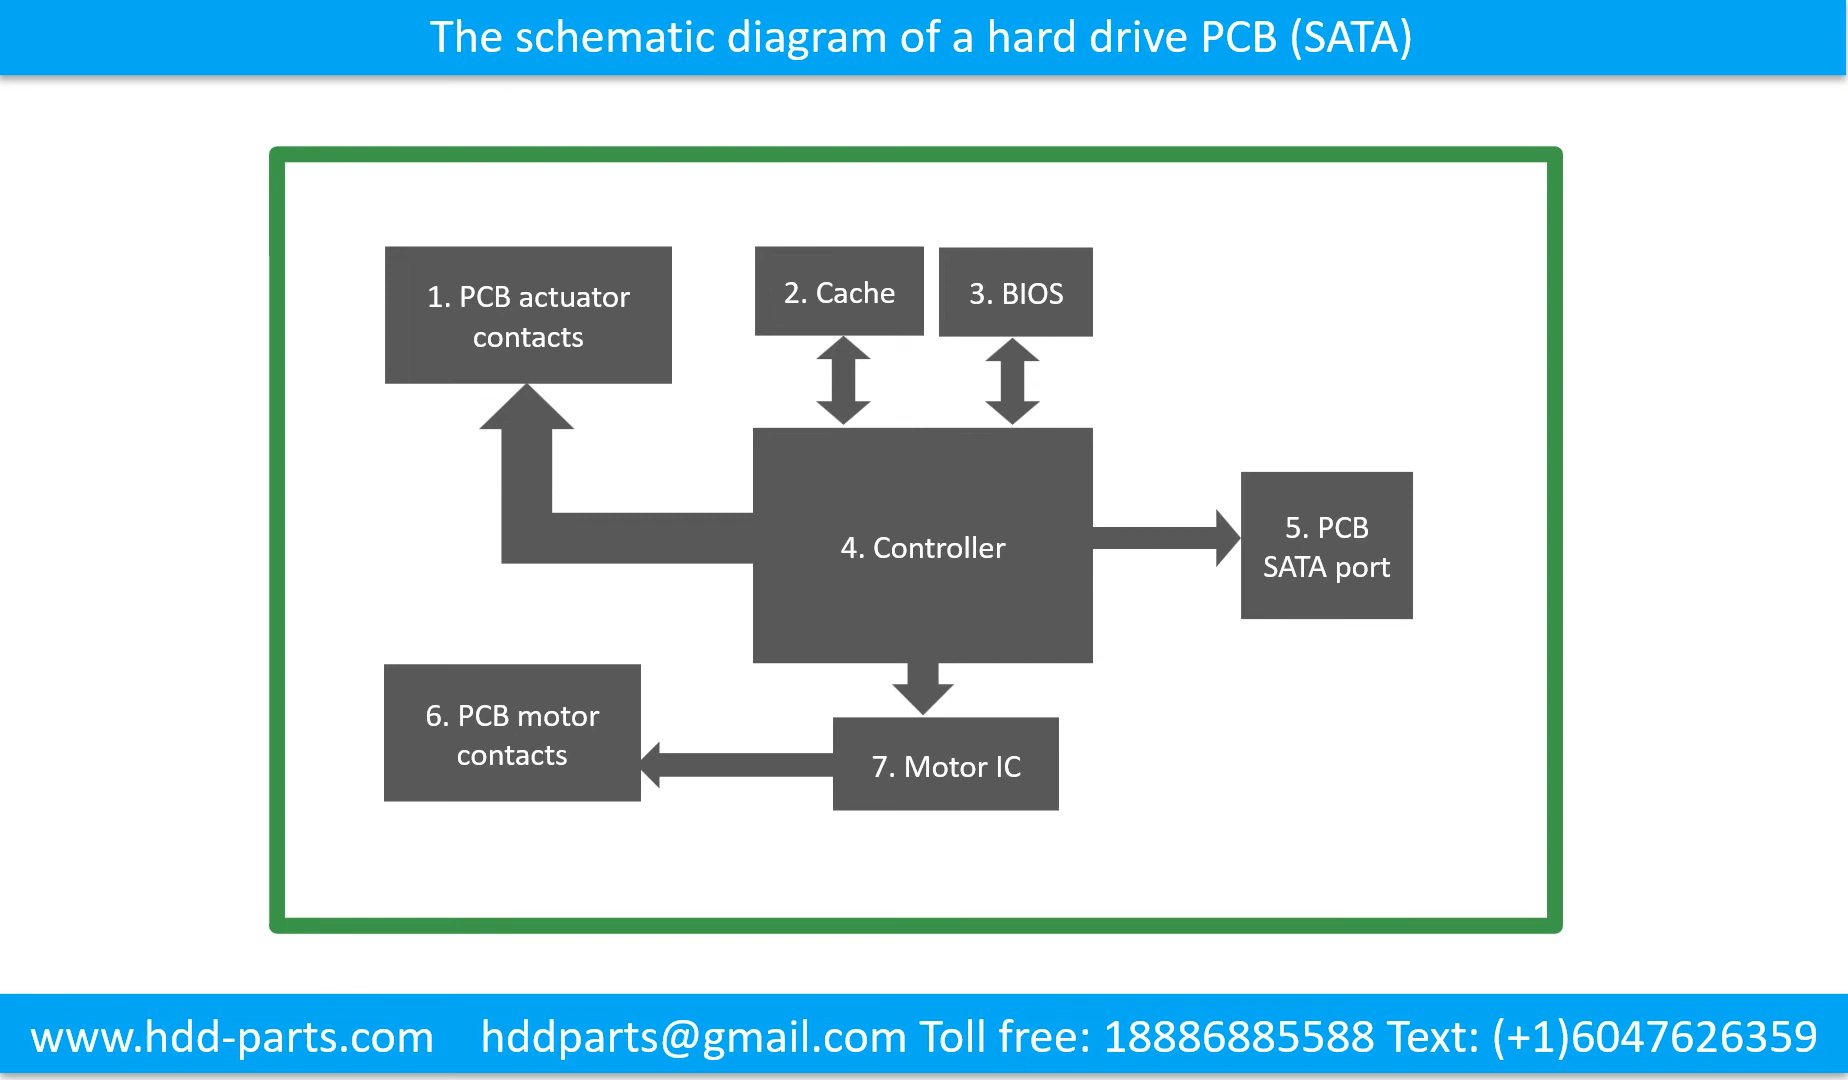 The schematic diagram of a hard drive PCB (SATA)
1. PCB actuator
contacts
2. Cache
3. BIOS
4. Controller
5. PCB
SATA port
6. PCB motor
contacts
7. Motor IC
www.hdd-parts.com hddparts@gmail.com Toll free: 18886885588 Text: (+1)6047626359